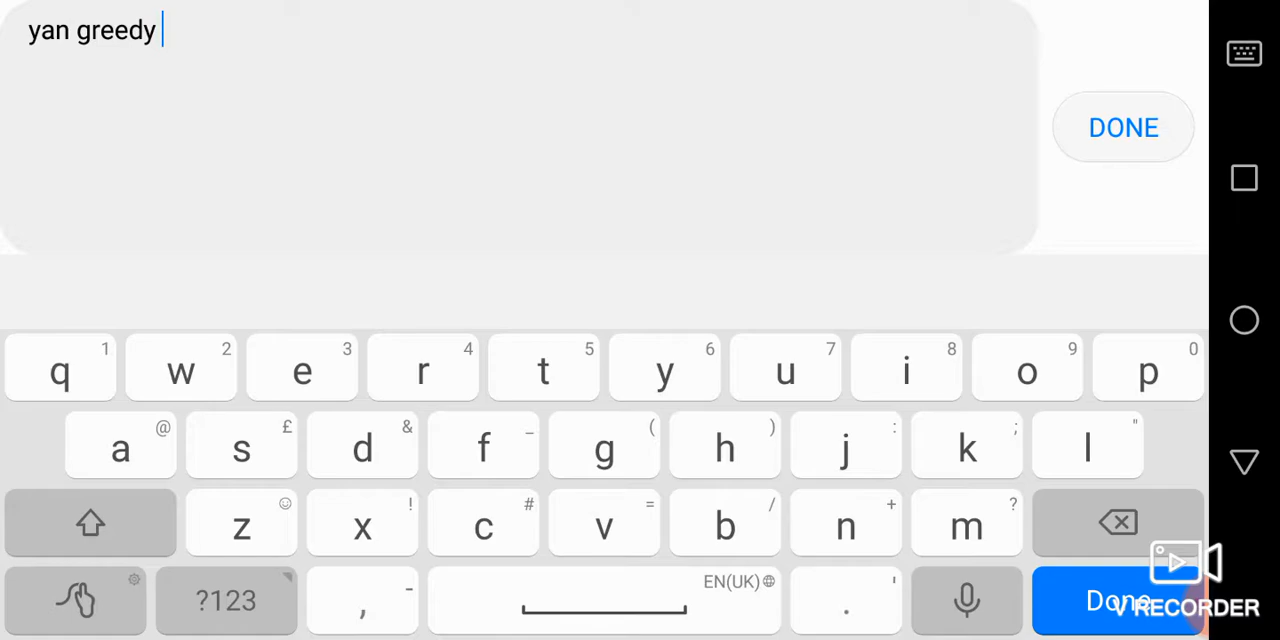 yan greedy
DONE
q 1 w 2 e 3 r 4 t 5 y 6 u 7 i 8 o 9 p 0
a @ s £ d & f _ g ( h ) j : k ; l "
z x ! c # v = b / n + m ?
?123 , - EN(UK) . ' Done
V RECORDER